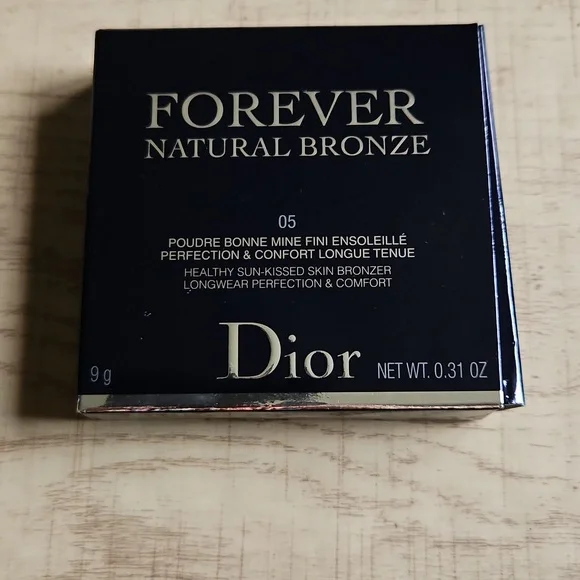 FOREVER
NATURAL BRONZE
05
POUDRE BONNE MINE FINI ENSOLEILLÉ
PERFECTION & CONFORT LONGUE TENUE
HEALTHY SUN-KISSED SKIN BRONZER
LONGWEAR PERFECTION & COMFORT
Dior
9 g
NET WT. 0.31 OZ